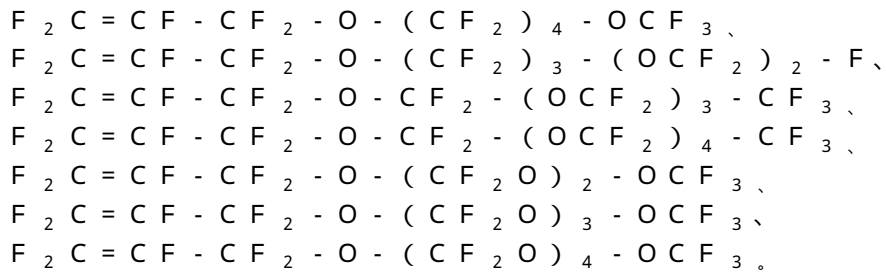 F₂C=CF-CF₂-O-(CF₂)₄-OCF₃、
F₂C=CF-CF₂-O-(CF₂)₃-(OCF₂)₂-F、
F₂C=CF-CF₂-O-CF₂-(OCF₂)₃-CF₃、
F₂C=CF-CF₂-O-CF₂-(OCF₂)₄-CF₃、
F₂C=CF-CF₂-O-(CF₂O)₂-OCF₃、
F₂C=CF-CF₂-O-(CF₂O)₃-OCF₃、
F₂C=CF-CF₂-O-(CF₂O)₄-OCF₃。